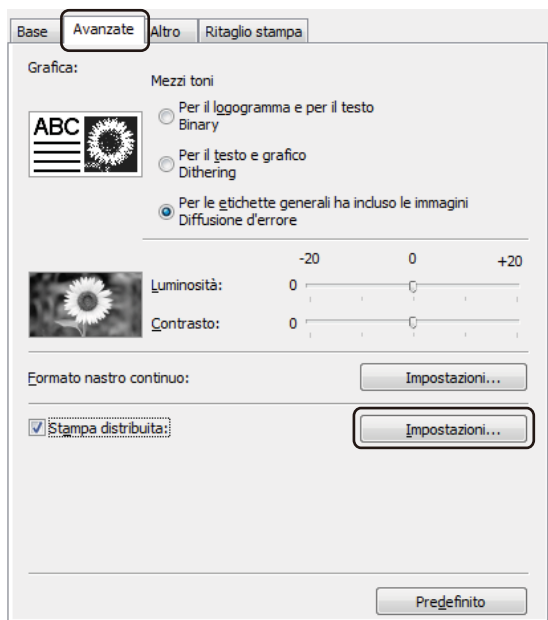 Base Avanzate Altro Ritaglio stampa
Grafica:
Mezzi toni
ABC
Per il logogramma e per il testo
Binary
Per il testo e grafico
Dithering
Per le etichette generali ha incluso le immagini
Diffusione d'errore
-20 0 +20
Luminosità: 0
Contrasto: 0
Formato nastro continuo: Impostazioni...
Stampa distribuita: Impostazioni...
Predefinito